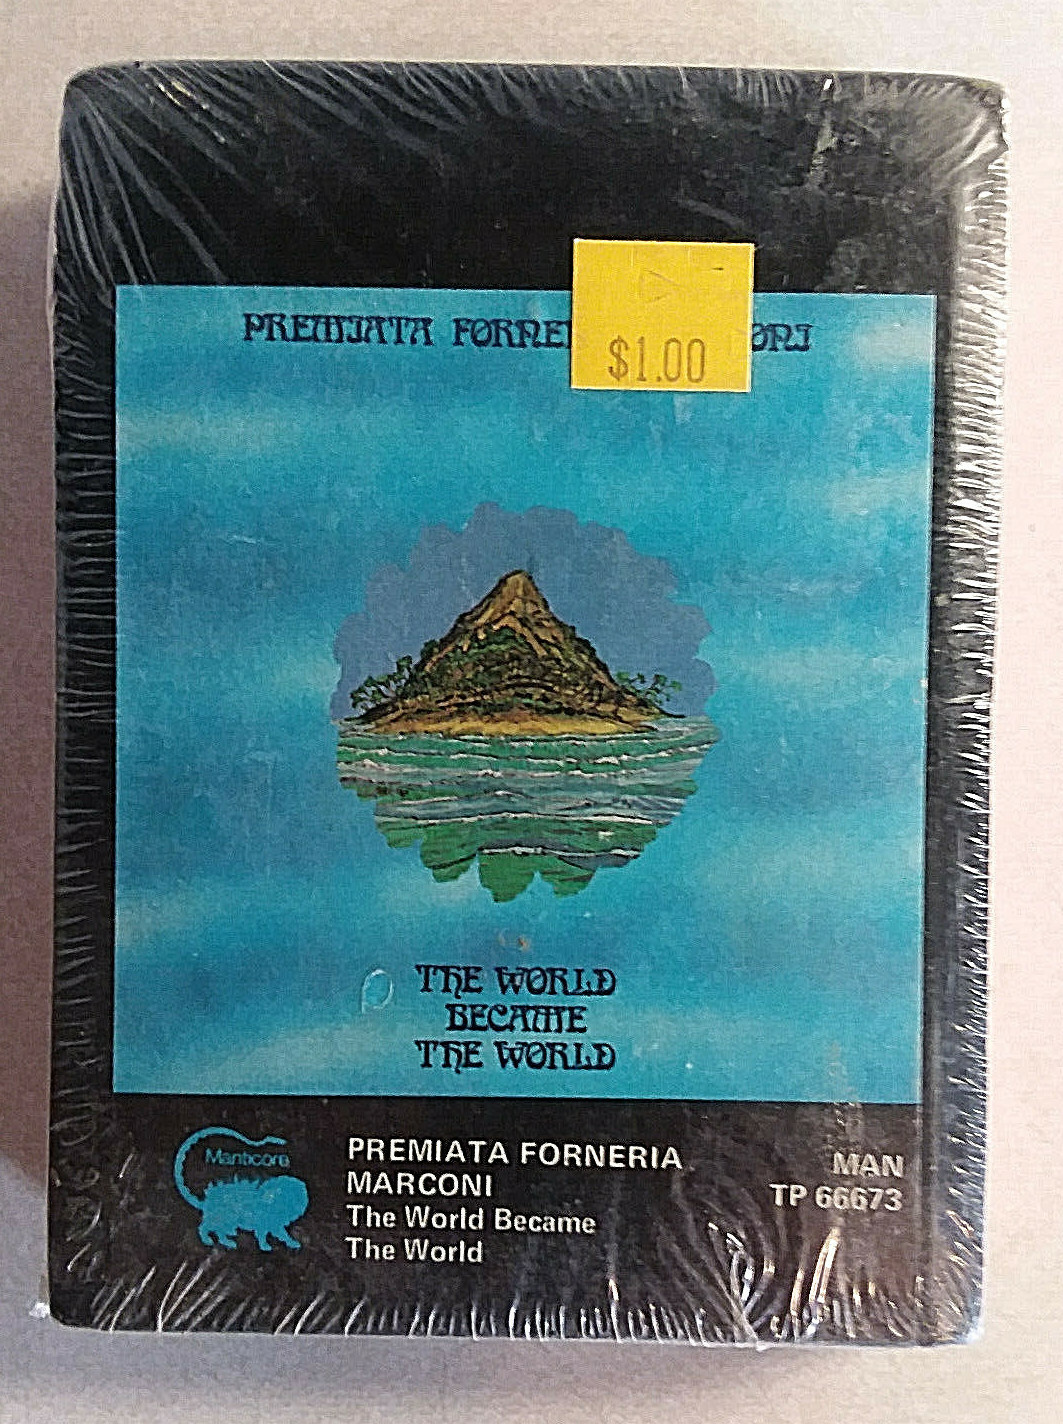 PREMIATA FORNE ONI
$1.00
THE WORLD
BECAME
THE WORLD
Manticore
PREMIATA FORNERIA
MARCONI
The World Became
The World
MAN
TP 66673